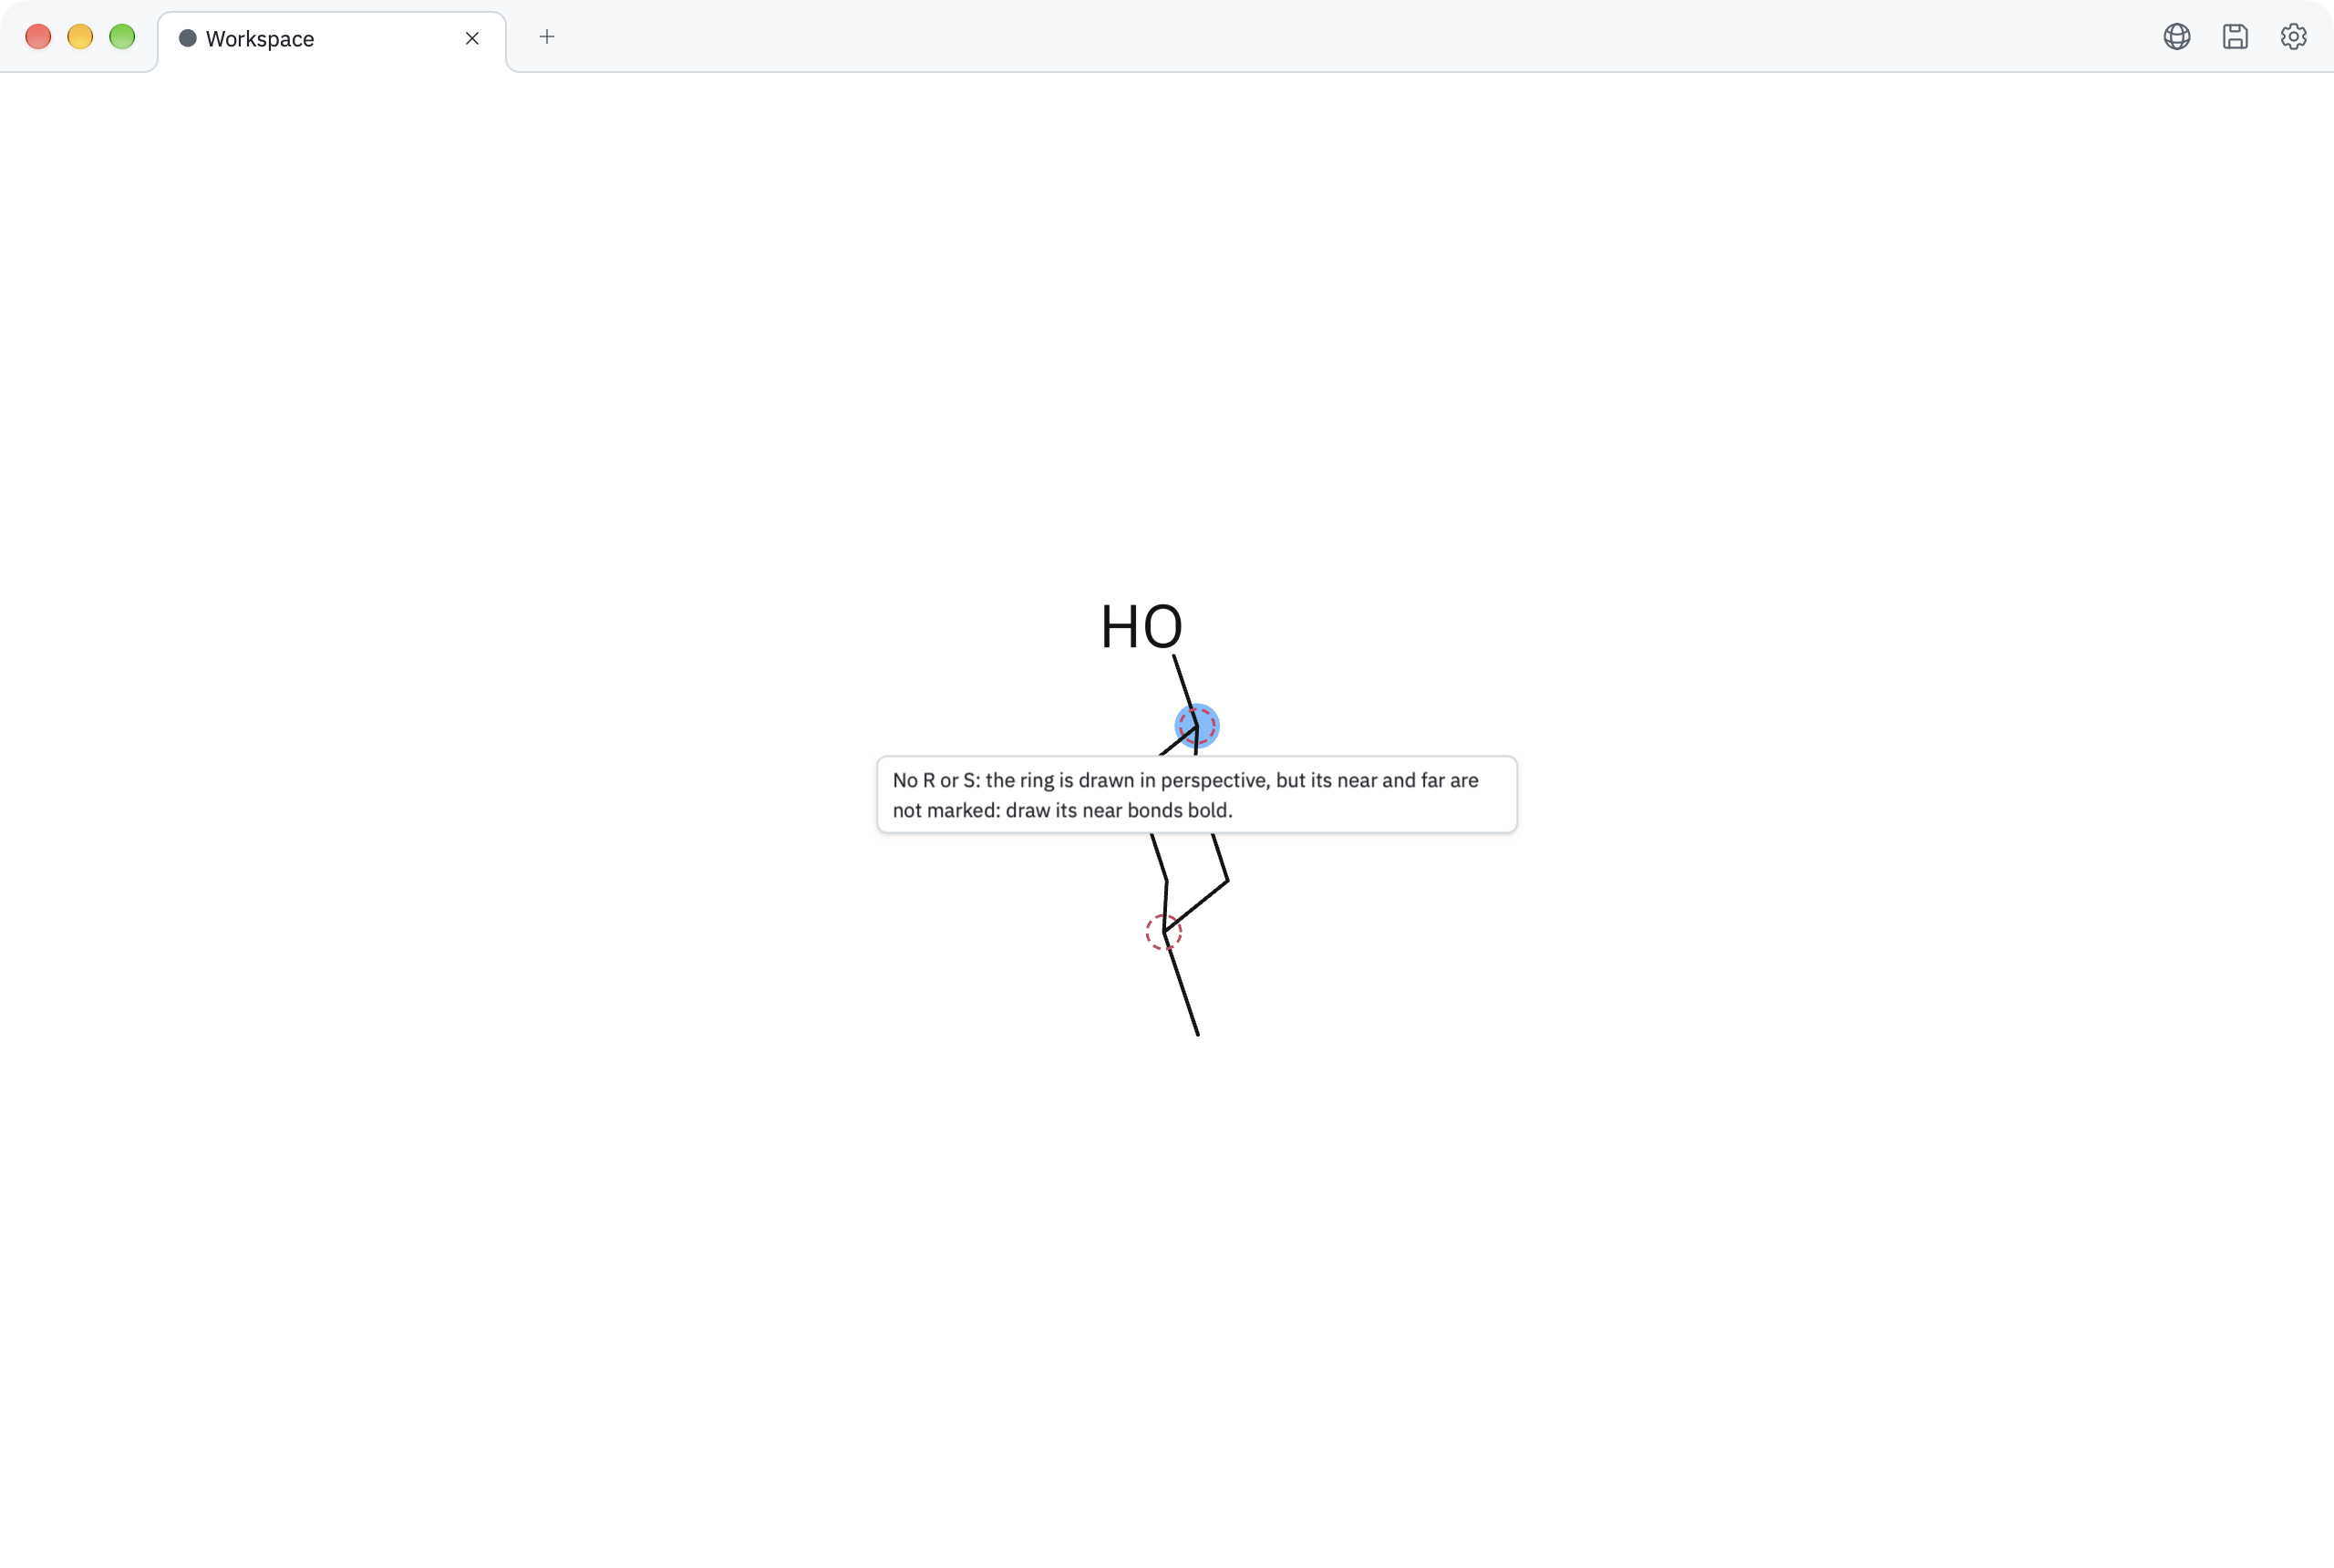 Workspace
HO
No R or S: the ring is drawn in perspective, but its near and far are
not marked: draw its near bonds bold.